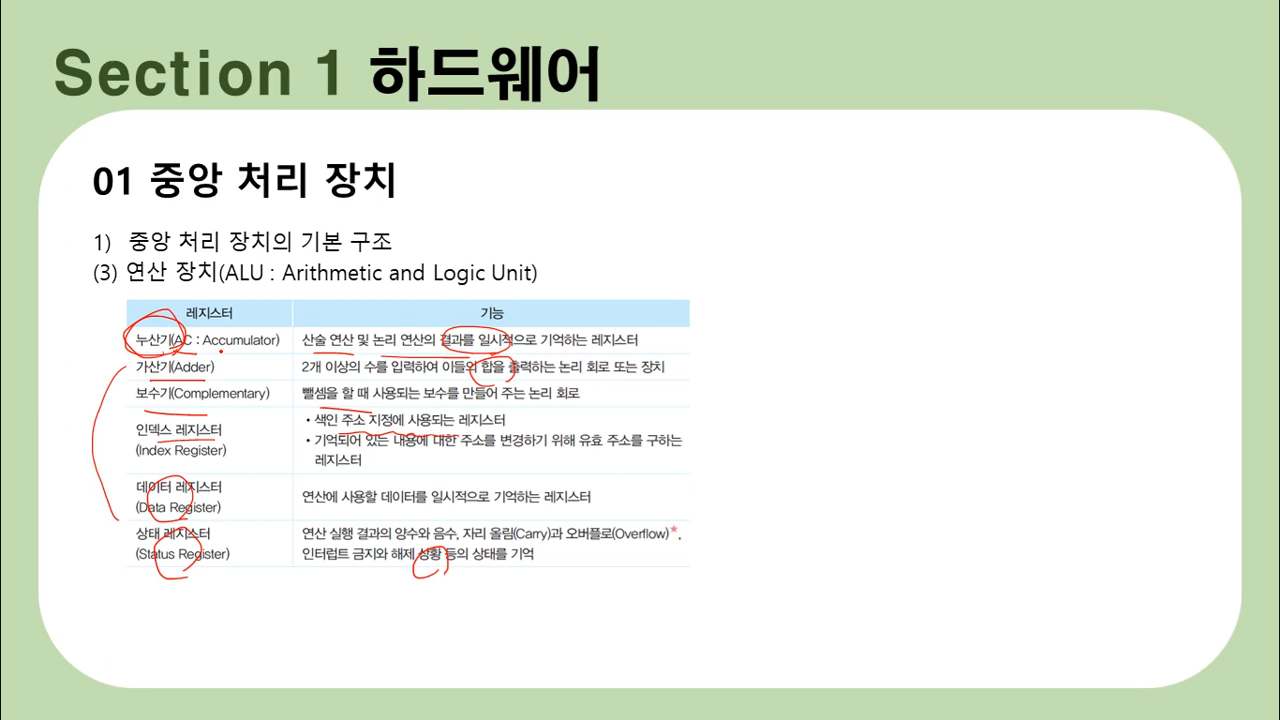 Section 1 하드웨어
01 중앙 처리 장치
1) 중앙 처리 장치의 기본 구조
(3) 연산 장치(ALU : Arithmetic and Logic Unit)
레지스터 기능
누산기(AC : Accumulator) 산술 연산 및 논리 연산의 결과를 일시적으로 기억하는 레지스터
가산기(Adder) 2개 이상의 수를 입력하여 이들의 합을 출력하는 논리 회로 또는 장치
보수기(Complementary) 뺄셈을 할 때 사용되는 보수를 만들어 주는 논리 회로
인덱스 레지스터
(Index Register)
• 색인 주소 지정에 사용되는 레지스터
• 기억되어 있는 내용에 대한 주소를 변경하기 위해 유효 주소를 구하는
레지스터
데이터 레지스터
(Data Register)
연산에 사용할 데이터를 일시적으로 기억하는 레지스터
상태 레지스터
(Status Register)
연산 실행 결과의 양수와 음수, 자리 올림(Carry)과 오버플로(Overflow)*,
인터럽트 금지와 해제 상황 등의 상태를 기억